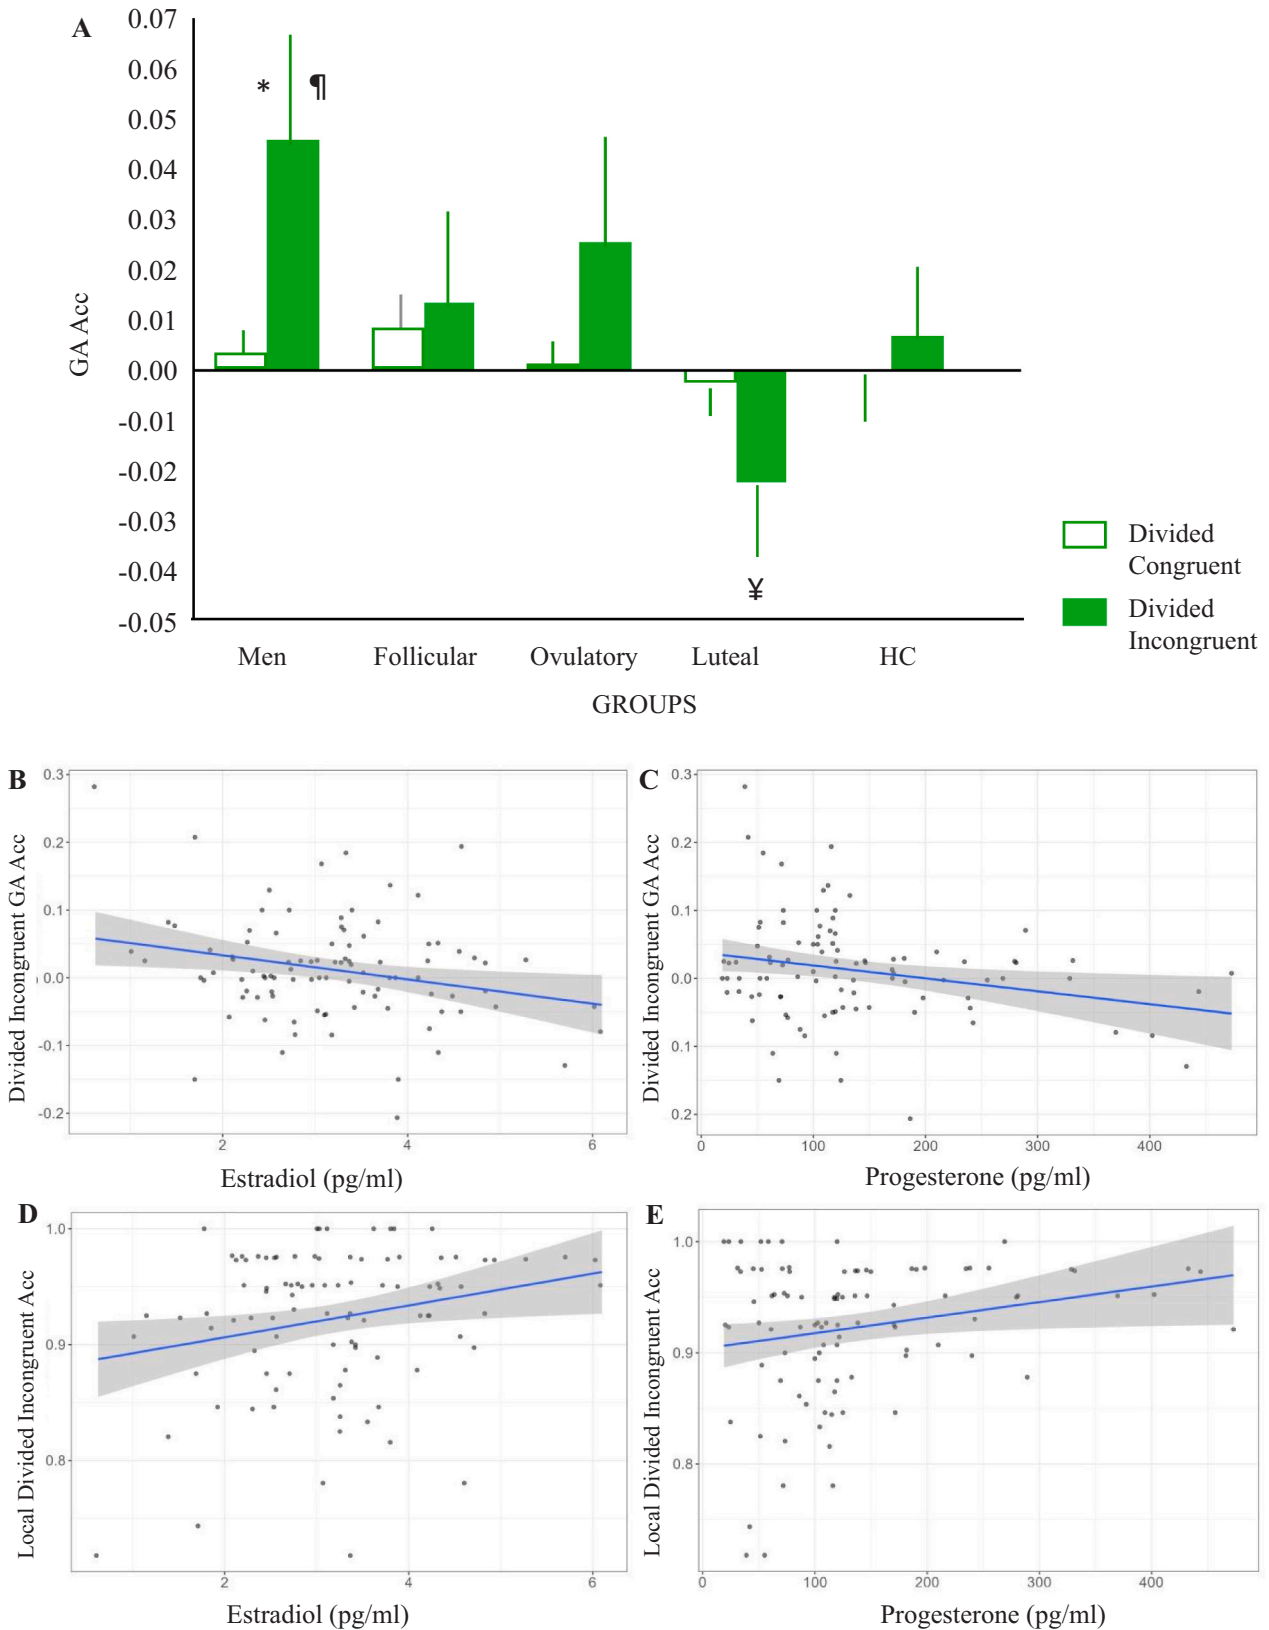 A
0.07
0.06
0.05
0.04
0.03
0.02
0.01
0.00
-0.01
-0.02
-0.03
-0.04
-0.05
GA Acc
* ¶
¥
Men Follicular Ovulatory Luteal HC
GROUPS
Divided
Congruent
Divided
Incongruent
B
0.3
0.2
0.1
0.0
-0.1
-0.2
Divided Incongruent GA Acc
2 4 6
Estradiol (pg/ml)
C
0.3
0.2
0.1
0.0
0.1
0.2
Divided Incongruent GA Acc
0 100 200 300 400
Progesterone (pg/ml)
D
1.0
0.9
0.8
Local Divided Incongruent Acc
2 4 6
Estradiol (pg/ml)
E
1.0
0.9
0.8
Local Divided Incongruent Acc
0 100 200 300 400
Progesterone (pg/ml)